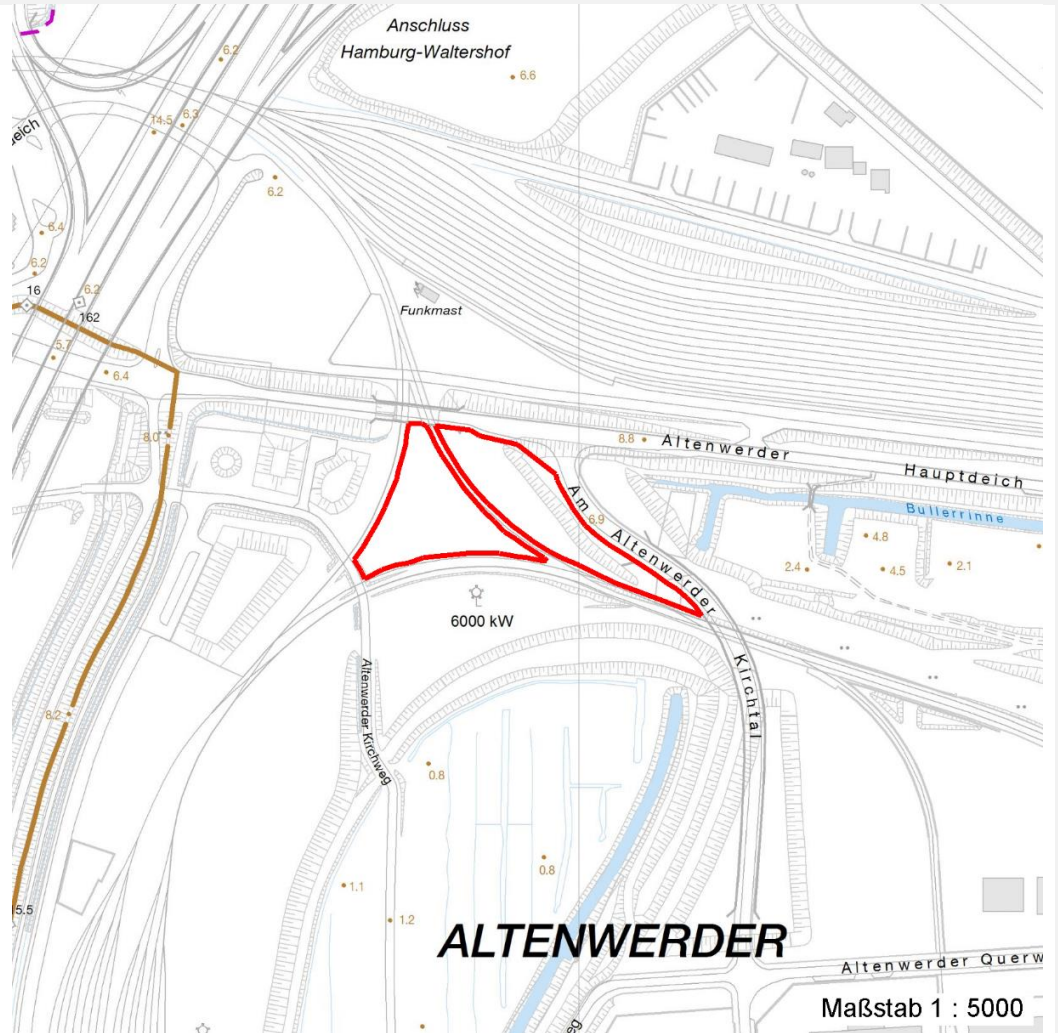 Anschluss
Hamburg-Waltershof
6.2
6.6
6.3
14.5
eich
6.2
6.4
6.2
6.2
16
162
Funkmast
5.7
6.4
8.0
8.8
Altenwerder
Hauptdeich
Bullerrinne
Am Altenwerder Kirchtal
6.9
4.8
2.4
4.5
2.1
6000 kW
Altenwerder Kirchweg
8.2
0.8
0.8
1.1
1.2
5.5
ALTENWERDER
Altenwerder Querw
eg
Maßstab 1 : 5000